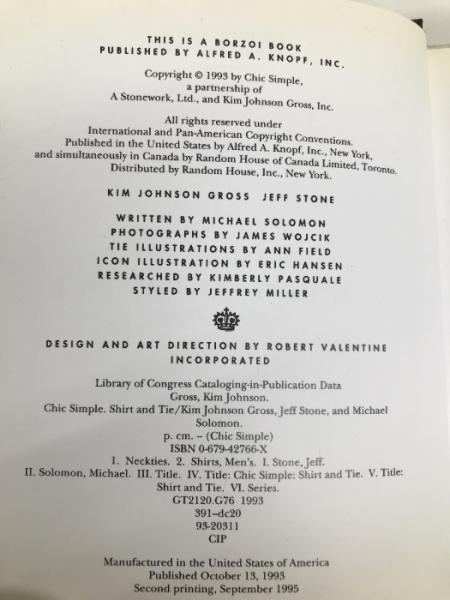 THIS IS A BORZOI BOOK
PUBLISHED BY ALFRED A. KNOPF, INC.
Copyright © 1993 by Chic Simple,
a partnership of
A Stonework, Ltd., and Kim Johnson Gross, Inc.
All rights reserved under
International and Pan-American Copyright Conventions.
Published in the United States by Alfred A. Knopf, Inc., New York,
and simultaneously in Canada by Random House of Canada Limited, Toronto.
Distributed by Random House, Inc., New York.
KIM JOHNSON GROSS JEFF STONE
WRITTEN BY MICHAEL SOLOMON
PHOTOGRAPHS BY JAMES WOJCIK
TIE ILLUSTRATIONS BY ANN FIELD
ICON ILLUSTRATION BY ERIC HANSEN
RESEARCHED BY KIMBERLY PASQUALE
STYLED BY JEFFREY MILLER
DESIGN AND ART DIRECTION BY ROBERT VALENTINE
INCORPORATED
Library of Congress Cataloging-in-Publication Data
Gross, Kim Johnson.
Chic Simple. Shirt and Tie/Kim Johnson Gross, Jeff Stone, and Michael
Solomon.
p. cm. – (Chic Simple)
ISBN 0-679-42766-X
1. Neckties. 2. Shirts, Men's. I. Stone, Jeff.
II. Solomon, Michael. III. Title. IV. Title: Chic Simple: Shirt and Tie. V. Title:
Shirt and Tie. VI. Series.
GT2120.G76 1993
391-dc20
93-20311
CIP
Manufactured in the United States of America
Published October 13, 1993
Second printing, September 1995